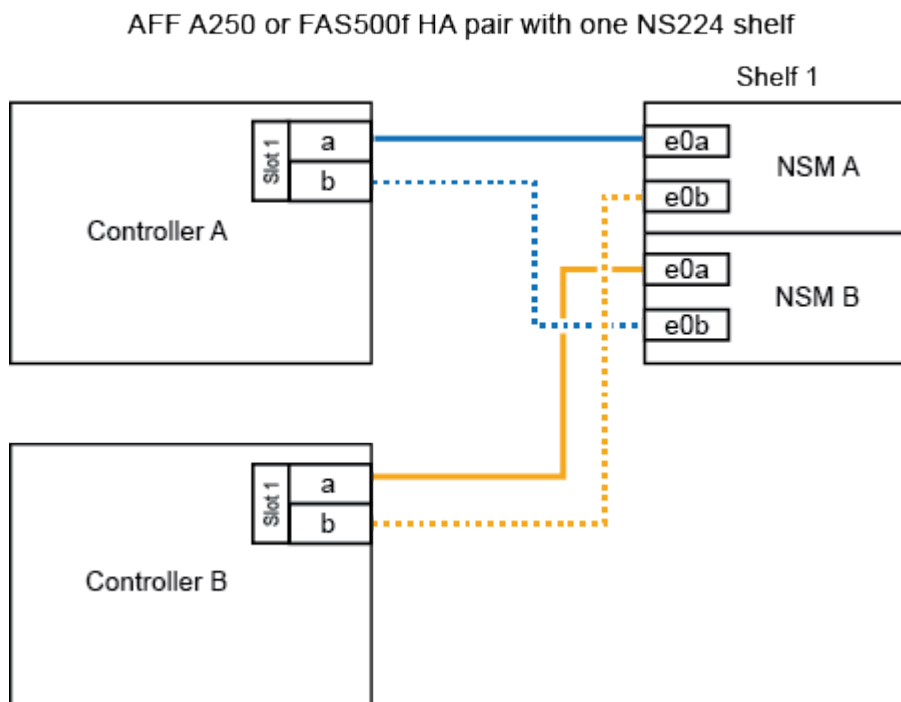 AFF A250 or FAS500f HA pair with one NS224 shelf
Shelf 1
Slot 1
a
b
Controller A
e0a
e0b
NSM A
e0a
e0b
NSM B
Slot 1
a
b
Controller B